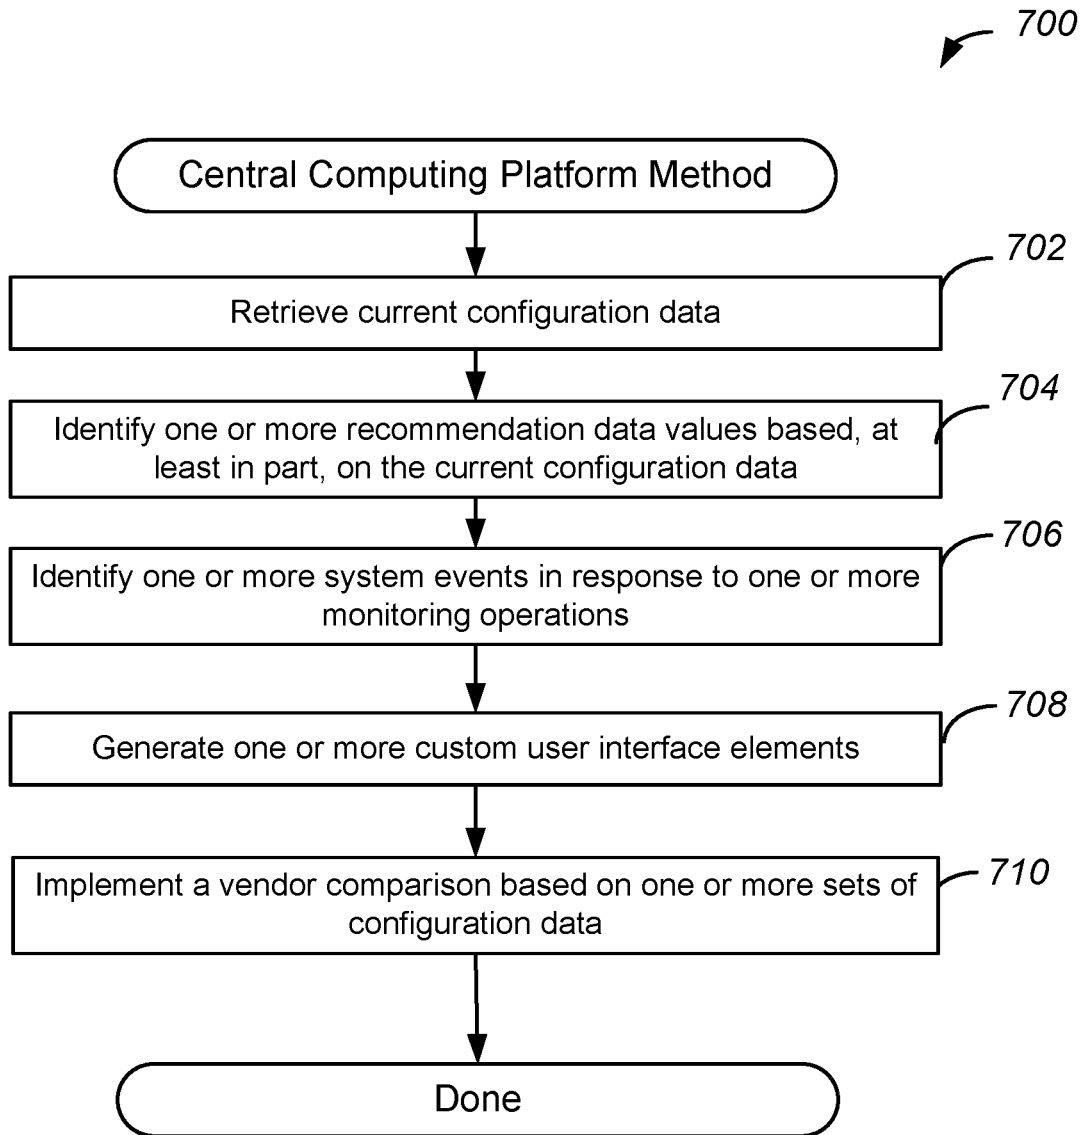 700
Central Computing Platform Method
702
Retrieve current configuration data
704
Identify one or more recommendation data values based, at
least in part, on the current configuration data
706
Identify one or more system events in response to one or more
monitoring operations
708
Generate one or more custom user interface elements
710
Implement a vendor comparison based on one or more sets of
configuration data
Done